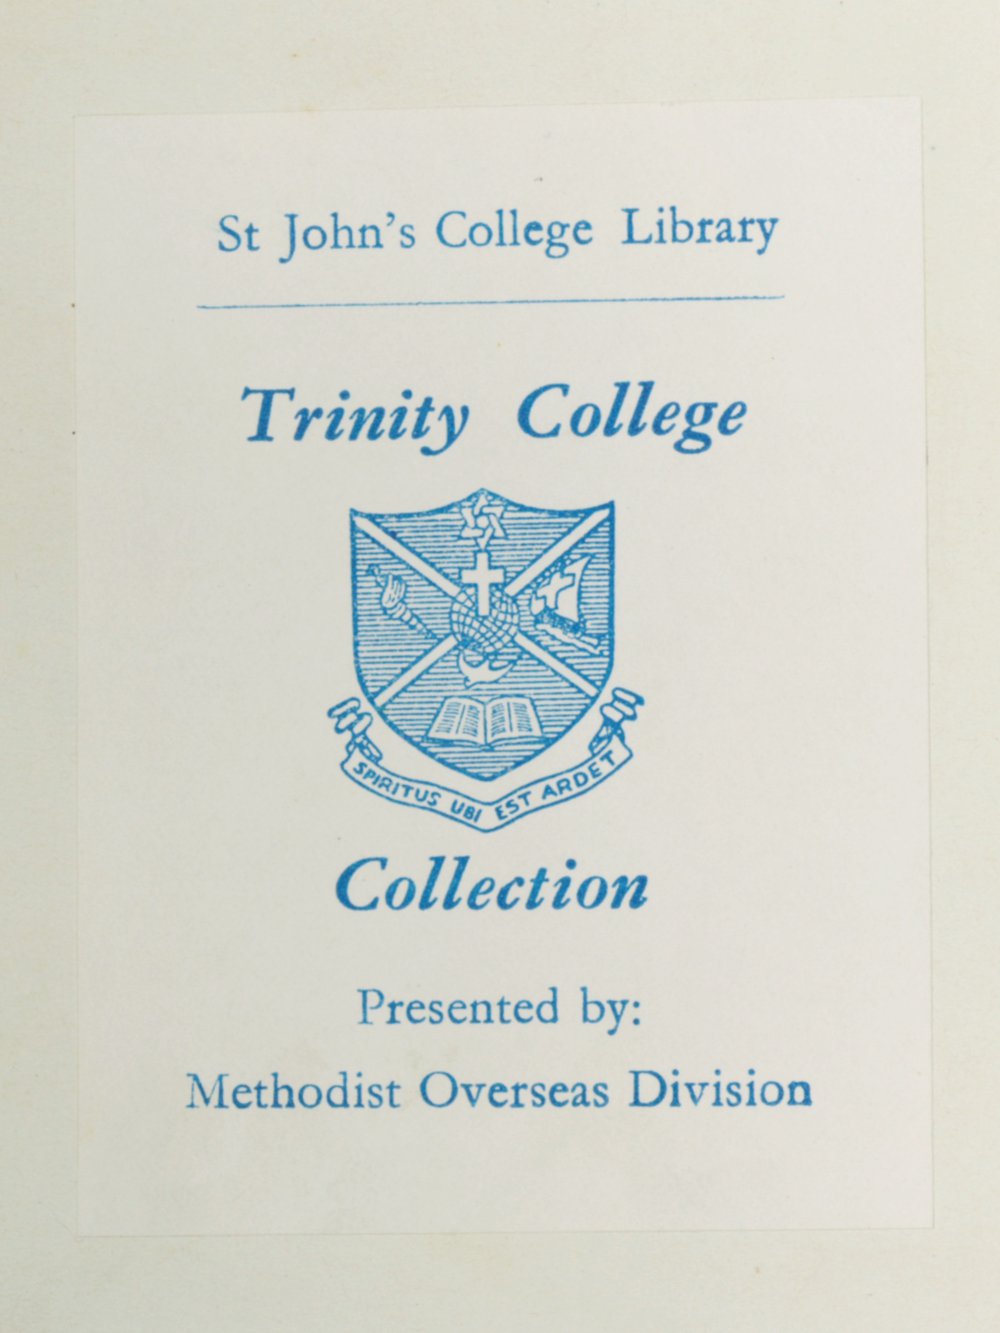 St John's College Library
Trinity College
SPIRITUS UBI EST ARDET
Collection
Presented by:
Methodist Overseas Division